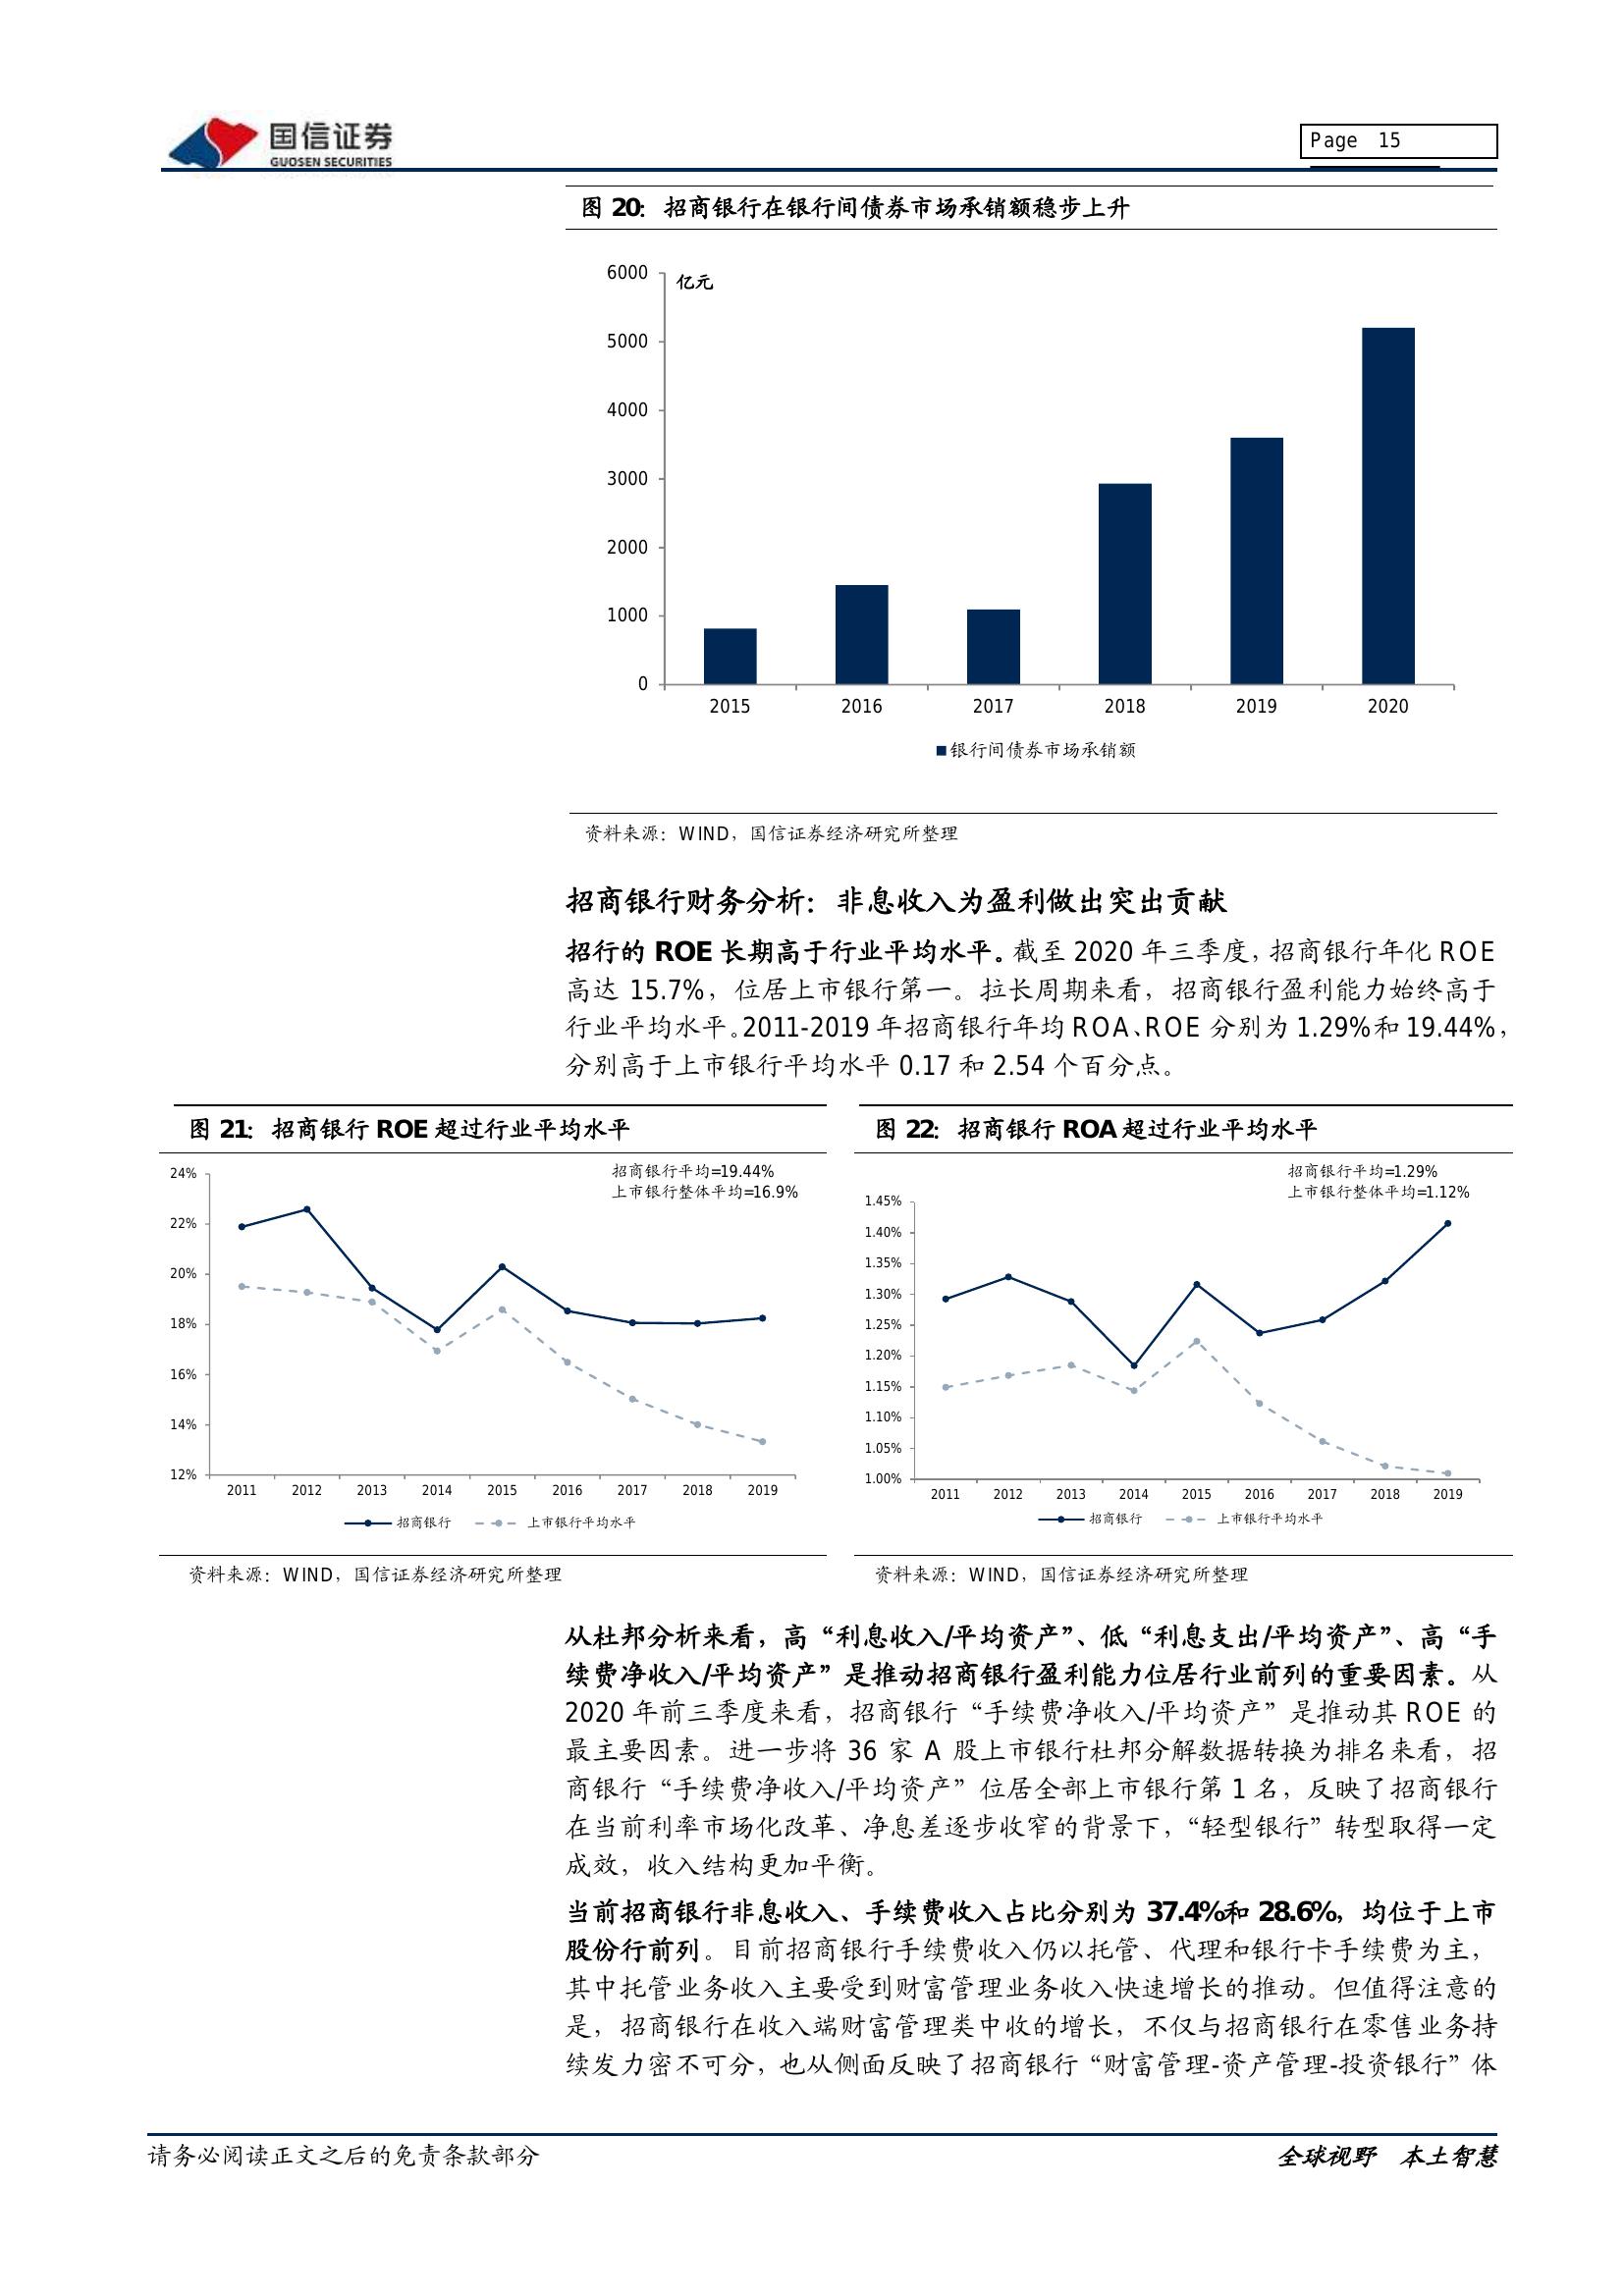 国信证券
GUOSEN SECURITIES
Page 15
图 20：招商银行在银行间债券市场承销额稳步上升
亿元
6000
5000
4000
3000
2000
1000
0
2015 2016 2017 2018 2019 2020
银行间债券市场承销额
资料来源：WIND，国信证券经济研究所整理
招商银行财务分析：非息收入为盈利做出突出贡献
招行的 ROE 长期高于行业平均水平。截至 2020 年三季度，招商银行年化 ROE
高达 15.7%，位居上市银行第一。拉长周期来看，招商银行盈利能力始终高于
行业平均水平。2011-2019 年招商银行年均 ROA、ROE 分别为 1.29%和 19.44%，
分别高于上市银行平均水平 0.17 和 2.54 个百分点。
图 21：招商银行 ROE 超过行业平均水平
招商银行平均=19.44%
上市银行整体平均=16.9%
24%
22%
20%
18%
16%
14%
12%
2011 2012 2013 2014 2015 2016 2017 2018 2019
招商银行 上市银行平均水平
资料来源：WIND，国信证券经济研究所整理
图 22：招商银行 ROA 超过行业平均水平
招商银行平均=1.29%
上市银行整体平均=1.12%
1.45%
1.40%
1.35%
1.30%
1.25%
1.20%
1.15%
1.10%
1.05%
1.00%
2011 2012 2013 2014 2015 2016 2017 2018 2019
招商银行 上市银行平均水平
资料来源：WIND，国信证券经济研究所整理
从杜邦分析来看，高“利息收入/平均资产”、低“利息支出/平均资产”、高“手
续费净收入/平均资产”是推动招商银行盈利能力位居行业前列的重要因素。从
2020 年前三季度来看，招商银行“手续费净收入/平均资产”是推动其 ROE 的
最主要因素。进一步将 36 家 A 股上市银行杜邦分解数据转换为排名来看，招
商银行“手续费净收入/平均资产”位居全部上市银行第 1 名，反映了招商银行
在当前利率市场化改革、净息差逐步收窄的背景下，“轻型银行”转型取得一定
成效，收入结构更加平衡。
当前招商银行非息收入、手续费收入占比分别为 37.4%和 28.6%，均位于上市
股份行前列。目前招商银行手续费收入仍以托管、代理和银行卡手续费为主，
其中托管业务收入主要受到财富管理业务收入快速增长的推动。但值得注意的
是，招商银行在收入端财富管理类中收的增长，不仅与招商银行在零售业务持
续发力密不可分，也从侧面反映了招商银行“财富管理-资产管理-投资银行”体
请务必阅读正文之后的免责条款部分
全球视野 本土智慧